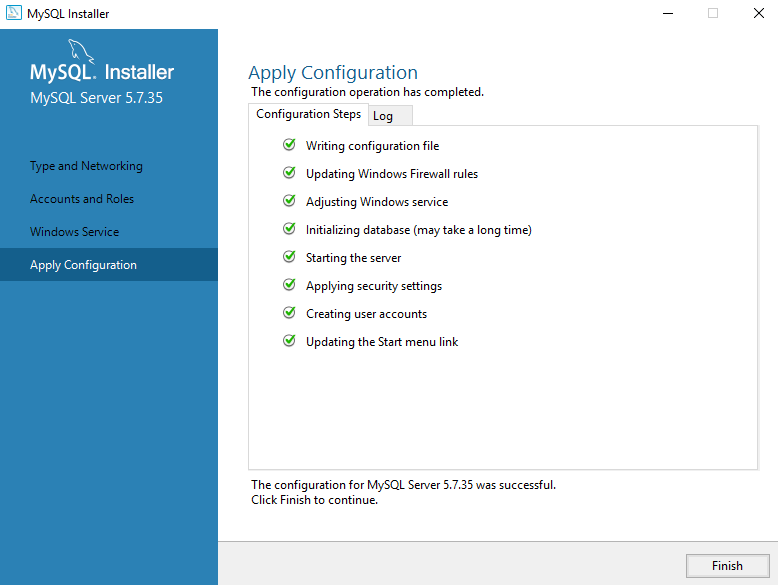 MySQL Installer
MySQL. Installer
MySQL Server 5.7.35
Type and Networking
Accounts and Roles
Windows Service
Apply Configuration
Apply Configuration
The configuration operation has completed.
Configuration Steps
Log
Writing configuration file
Updating Windows Firewall rules
Adjusting Windows service
Initializing database (may take a long time)
Starting the server
Applying security settings
Creating user accounts
Updating the Start menu link
The configuration for MySQL Server 5.7.35 was successful.
Click Finish to continue.
Finish